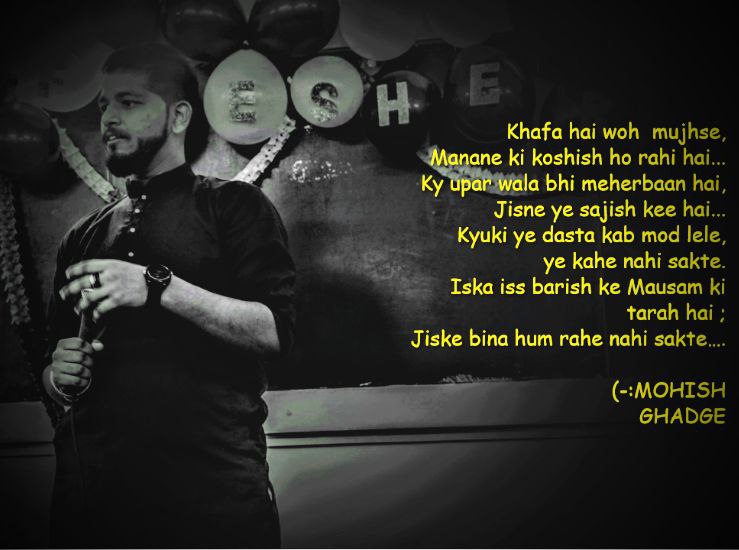 ESHE
Khafa hai woh mujhse,
Manane ki koshish ho rahi hai...
Ky upar wala bhi meherbaan hai,
Jisne ye sajish kee hai...
Kyuki ye dasta kab mod lele,
ye kahe nahi sakte.
Iska iss barish ke Mausam ki
tarah hai ;
Jiske bina hum rahe nahi sakte....
(-:MOHISH
GHADGE